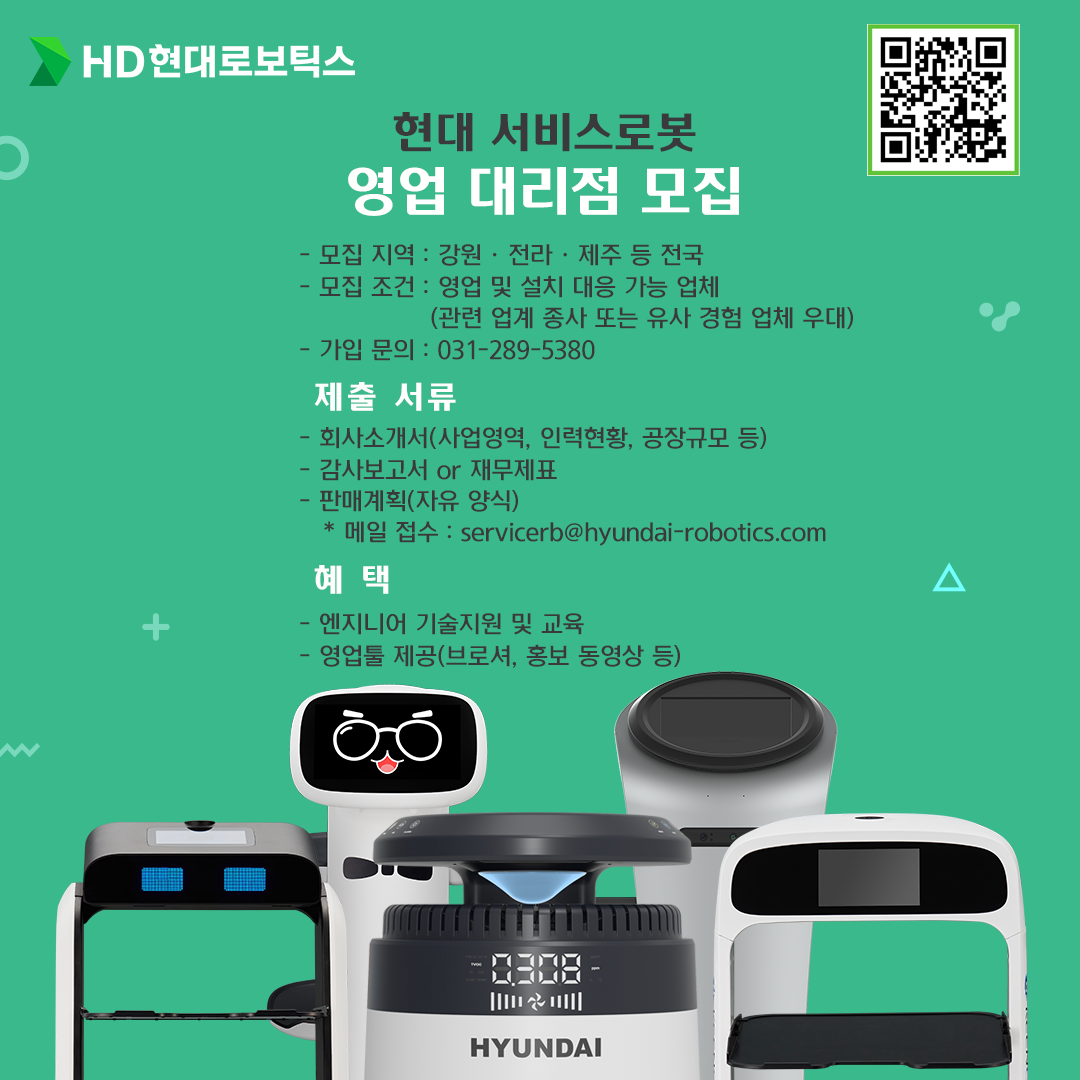 HD현대로보틱스
현대 서비스로봇
영업 대리점 모집
- 모집 지역 : 강원 · 전라 · 제주 등 전국
- 모집 조건 : 영업 및 설치 대응 가능 업체
(관련 업계 종사 또는 유사 경험 업체 우대)
- 가입 문의 : 031-289-5380
제출 서류
- 회사소개서(사업영역, 인력현황, 공장규모 등)
- 감사보고서 or 재무제표
- 판매계획(자유 양식)
* 메일 접수 : servicerb@hyundai-robotics.com
혜 택
- 엔지니어 기술지원 및 교육
- 영업툴 제공(브로셔, 홍보 동영상 등)
TVOC 0.308 ppm
HYUNDAI